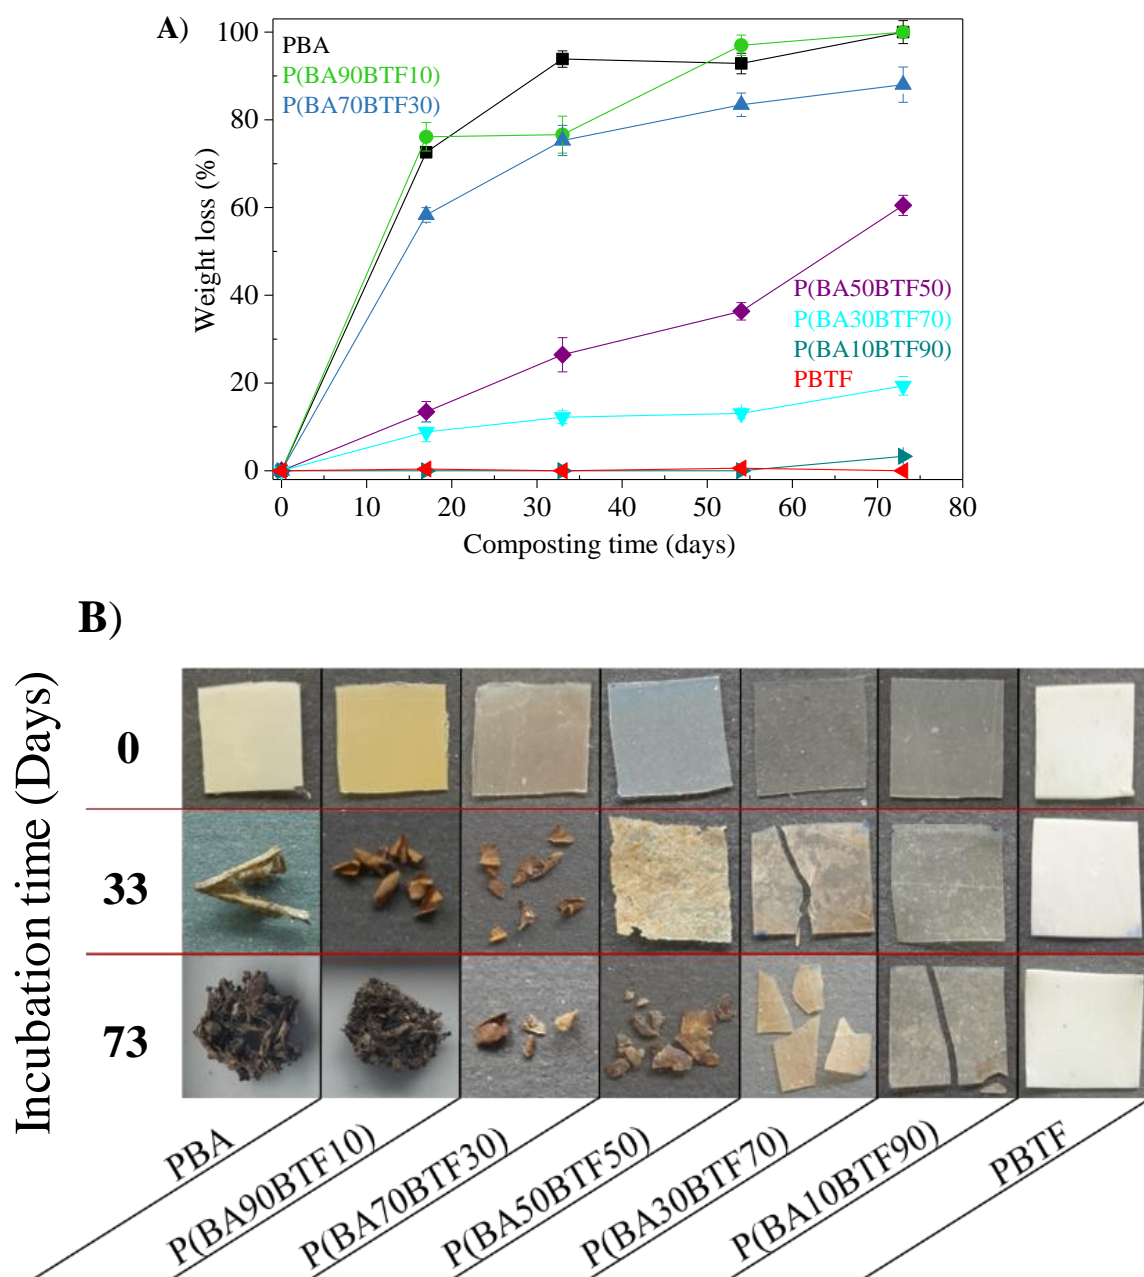 A)
100
80
60
40
20
0
Weight loss (%)
PBA
P(BA90BTF10)
P(BA70BTF30)
P(BA50BTF50)
P(BA30BTF70)
P(BA10BTF90)
PBTF
0 10 20 30 40 50 60 70 80
Composting time (days)
B)
Incubation time (Days)
0
33
73
PBA
P(BA90BTF10)
P(BA70BTF30)
P(BA50BTF50)
P(BA30BTF70)
P(BA10BTF90)
PBTF